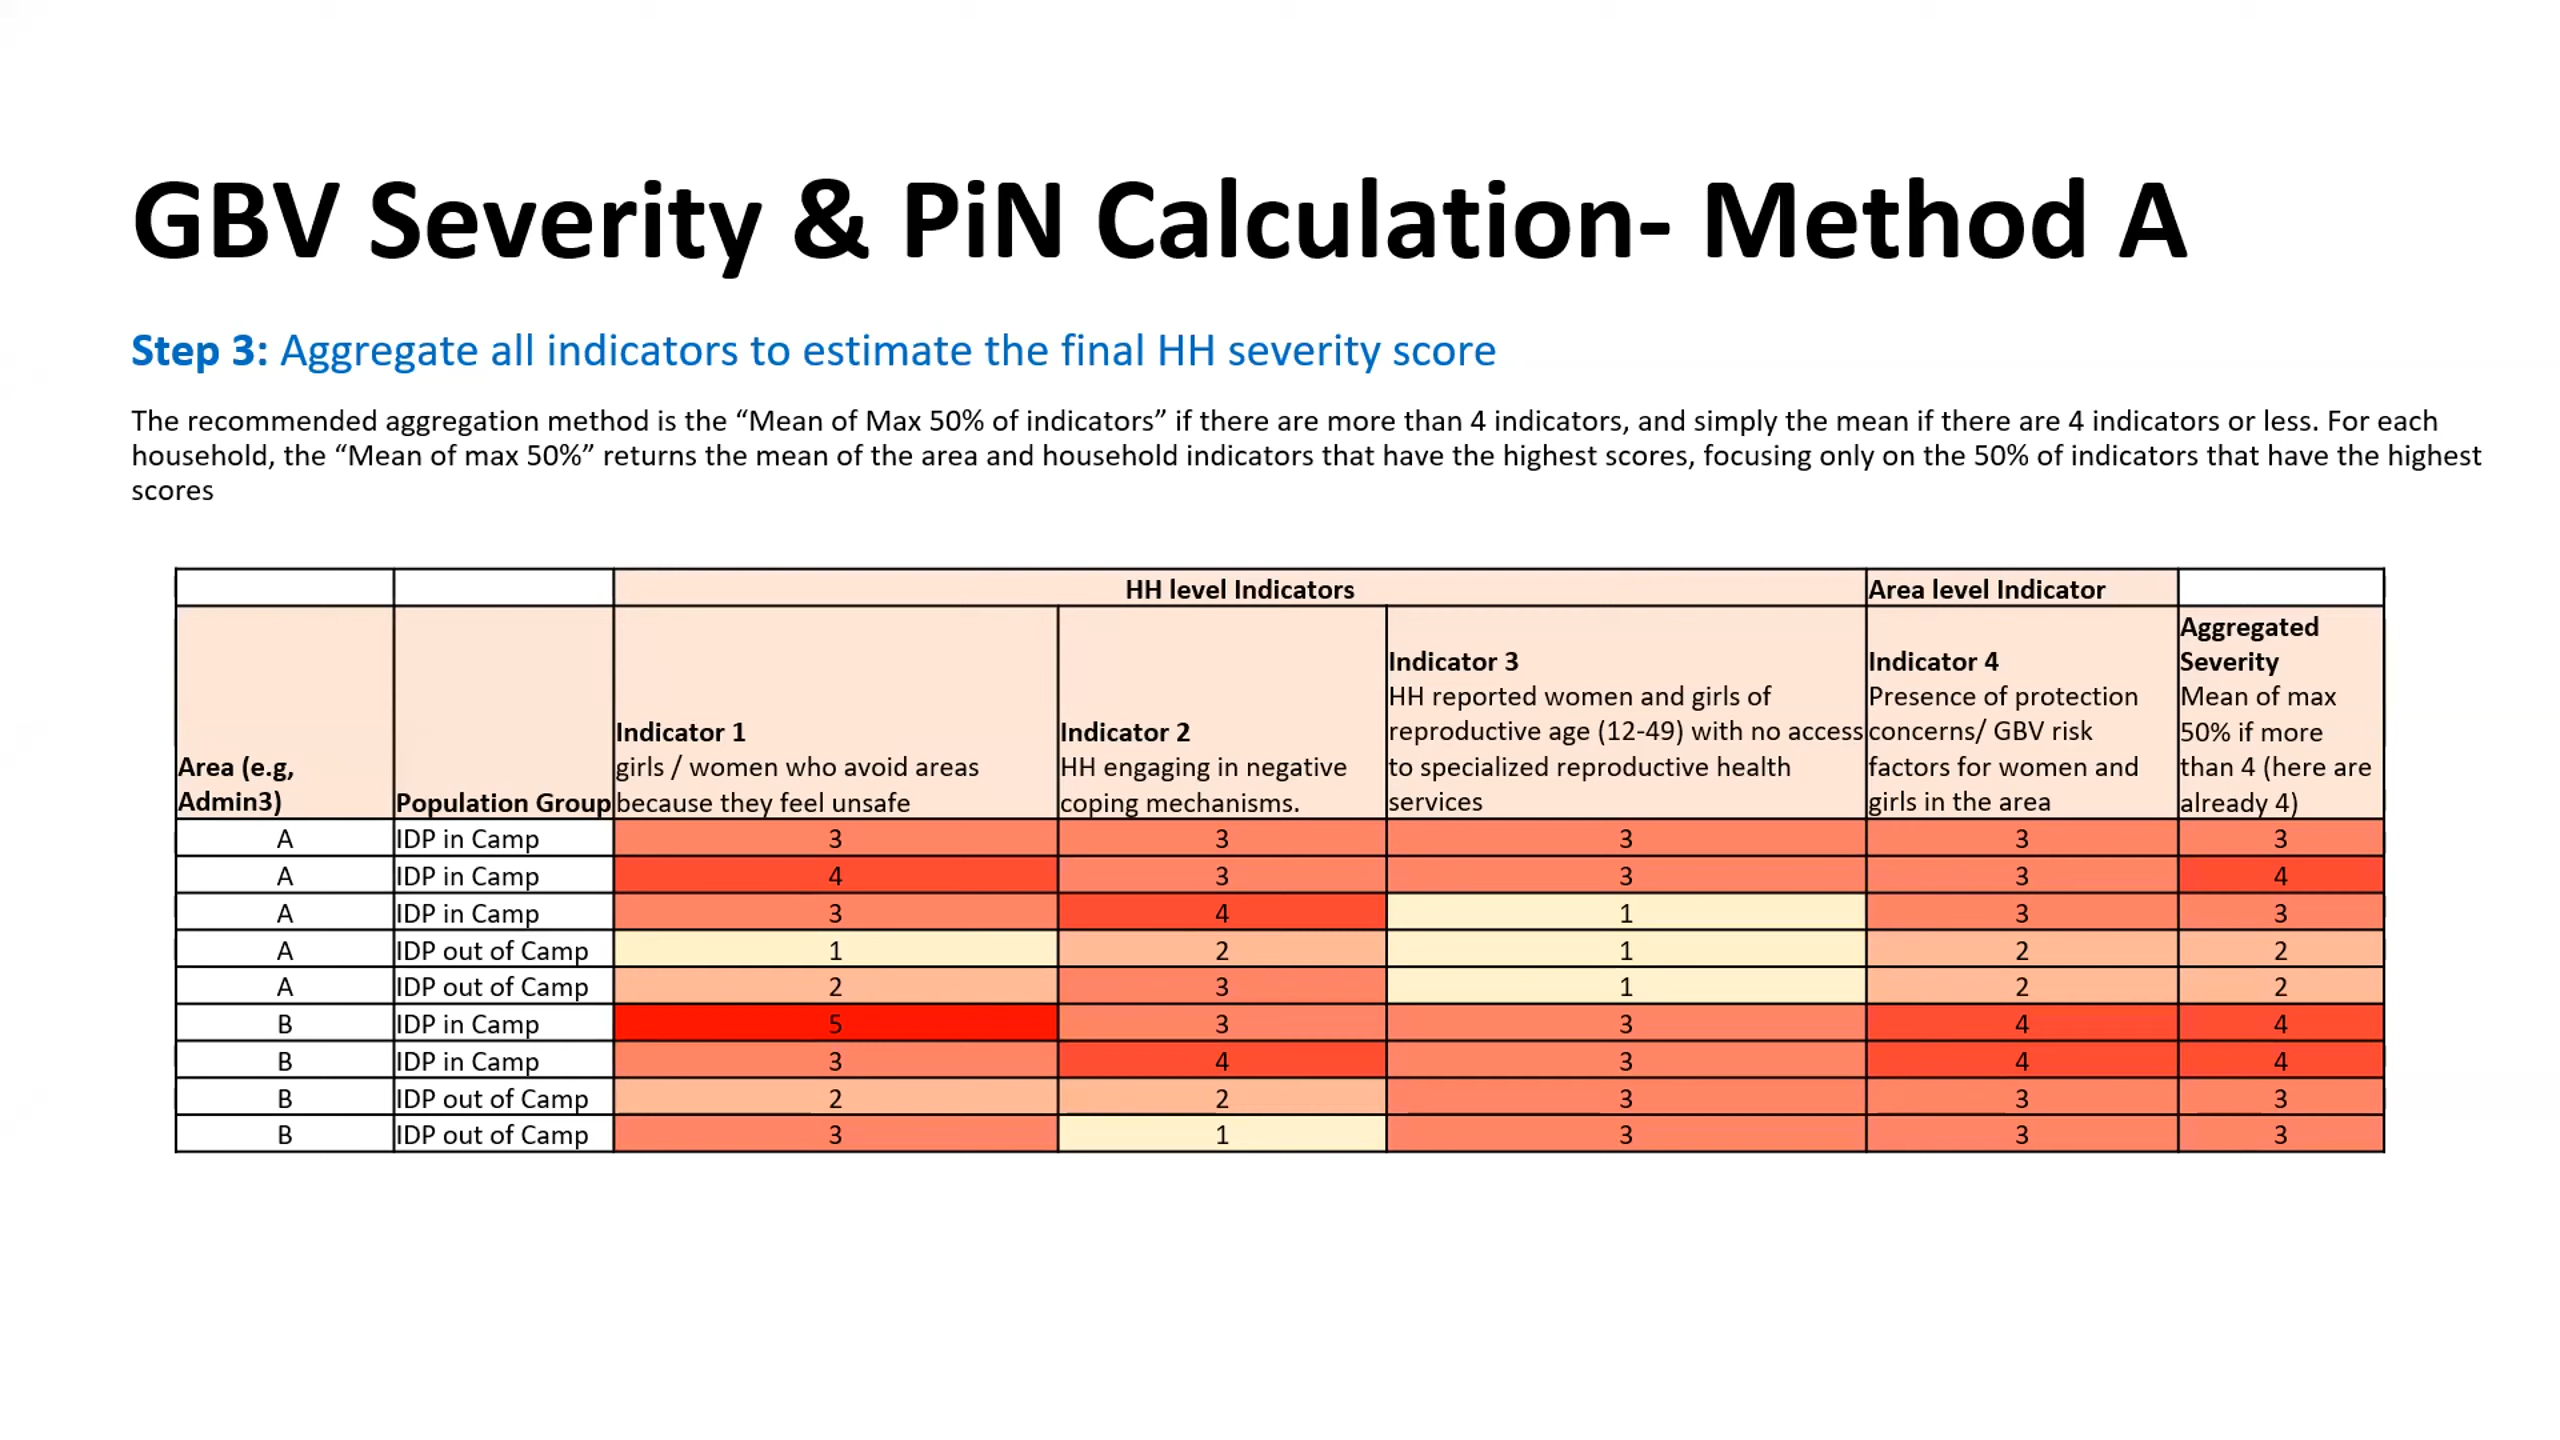 GBV Severity & PiN Calculation- Method A
Step 3: Aggregate all indicators to estimate the final HH severity score
The recommended aggregation method is the “Mean of Max 50% of indicators” if there are more than 4 indicators, and simply the mean if there are 4 indicators or less. For each
household, the “Mean of max 50%” returns the mean of the area and household indicators that have the highest scores, focusing only on the 50% of indicators that have the highest
scores
HH level Indicators
Area level Indicator
Area (e.g,
Admin3)
Population Group
Indicator 1
girls / women who avoid areas
because they feel unsafe
Indicator 2
HH engaging in negative
coping mechanisms.
Indicator 3
HH reported women and girls of
reproductive age (12-49) with no access
to specialized reproductive health
services
Indicator 4
Presence of protection
concerns/ GBV risk
factors for women and
girls in the area
Aggregated
Severity
Mean of max
50% if more
than 4 (here are
already 4)
A IDP in Camp 3 3 3 3 3
A IDP in Camp 4 3 3 3 4
A IDP in Camp 3 4 1 3 3
A IDP out of Camp 1 2 1 2 2
A IDP out of Camp 2 3 1 2 2
B IDP in Camp 5 3 3 4 4
B IDP in Camp 3 4 3 4 4
B IDP out of Camp 2 2 3 3 3
B IDP out of Camp 3 1 3 3 3